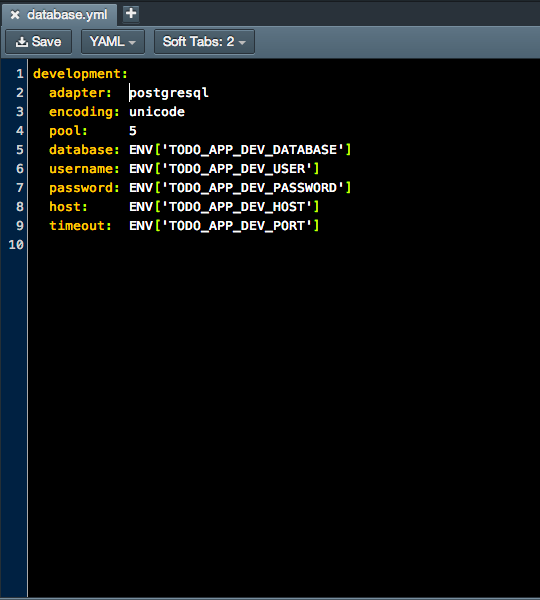 database.yml
Save YAML Soft Tabs: 2
1 development:
2 adapter: postgresql
3 encoding: unicode
4 pool: 5
5 database: ENV['TODO_APP_DEV_DATABASE']
6 username: ENV['TODO_APP_DEV_USER']
7 password: ENV['TODO_APP_DEV_PASSWORD']
8 host: ENV['TODO_APP_DEV_HOST']
9 timeout: ENV['TODO_APP_DEV_PORT']
10